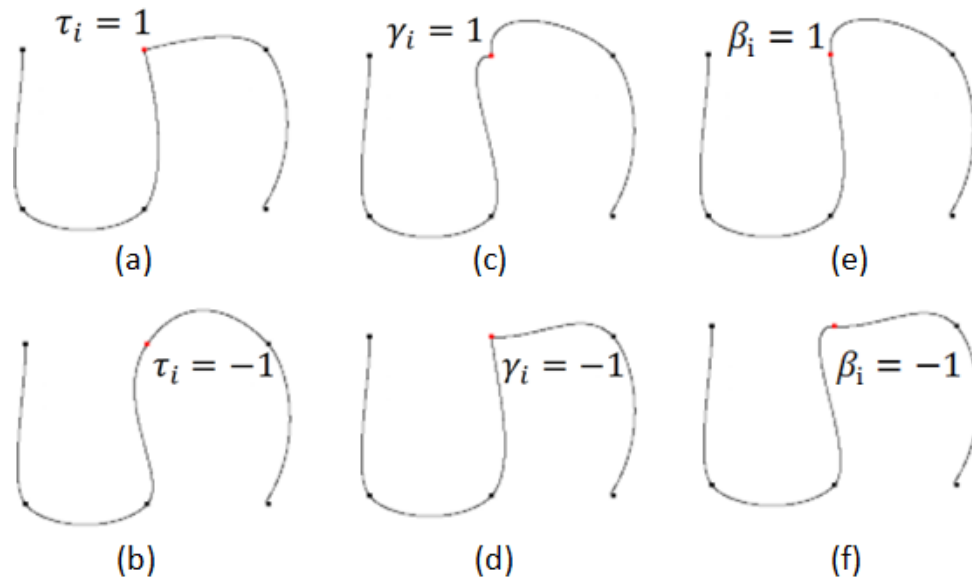 τᵢ = 1
γᵢ = 1
βᵢ = 1
(a)
(c)
(e)
τᵢ = −1
γᵢ = −1
βᵢ = −1
(b)
(d)
(f)